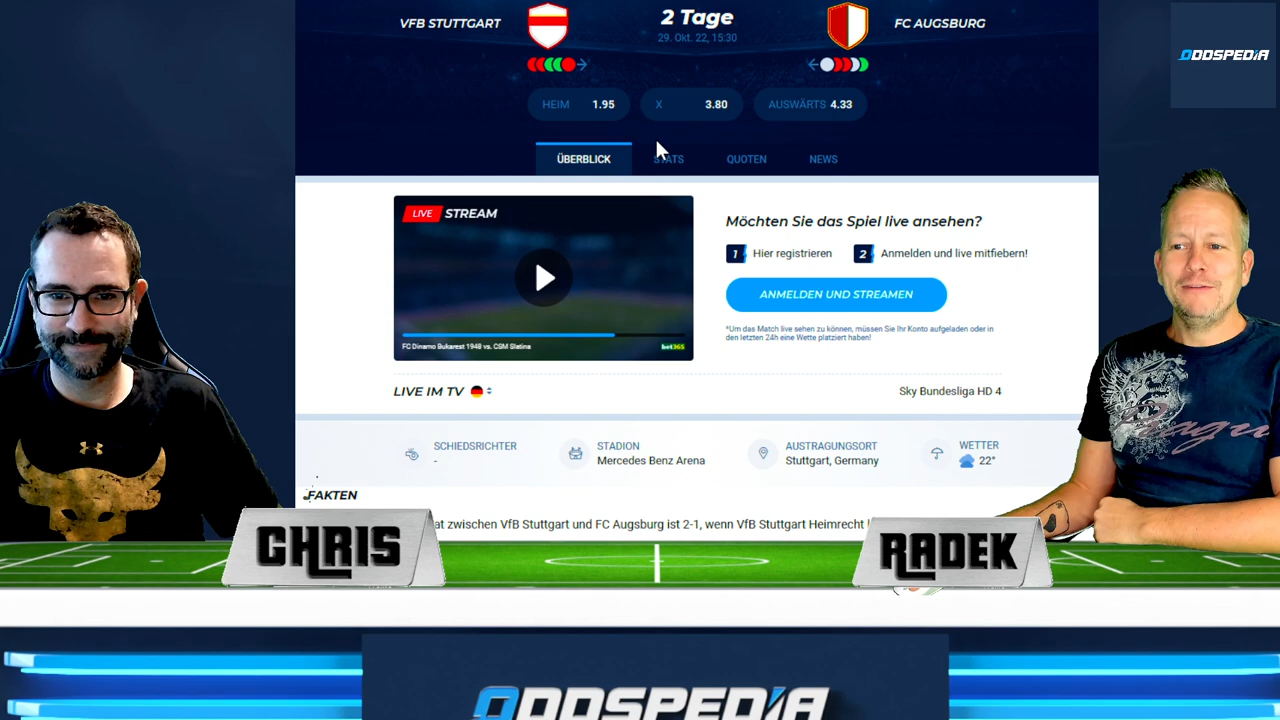 VFB STUTTGART
2 Tage
29. Okt. 22, 15:30
FC AUGSBURG
ODDSPEDIA
HEIM 1.95
X 3.80
AUSWÄRTS 4.33
ÜBERBLICK
STATS
QUOTEN
NEWS
LIVE STREAM
FC Dinamo Bukarest 1948 vs. CSM Slatina
bet365
Möchten Sie das Spiel live ansehen?
1 Hier registrieren
2 Anmelden und live mitfiebern!
ANMELDEN UND STREAMEN
*Um das Match live sehen zu können, müssen Sie Ihr Konto aufgeladen oder in
den letzten 24h eine Wette platziert haben!
LIVE IM TV
Sky Bundesliga HD 4
SCHIEDSRICHTER
-
STADION
Mercedes Benz Arena
AUSTRAGUNGSORT
Stuttgart, Germany
WETTER
22°
FAKTEN
at zwischen VfB Stuttgart und FC Augsburg ist 2-1, wenn VfB Stuttgart Heimrecht
CHRIS
RADEK
ODDSPEDIA